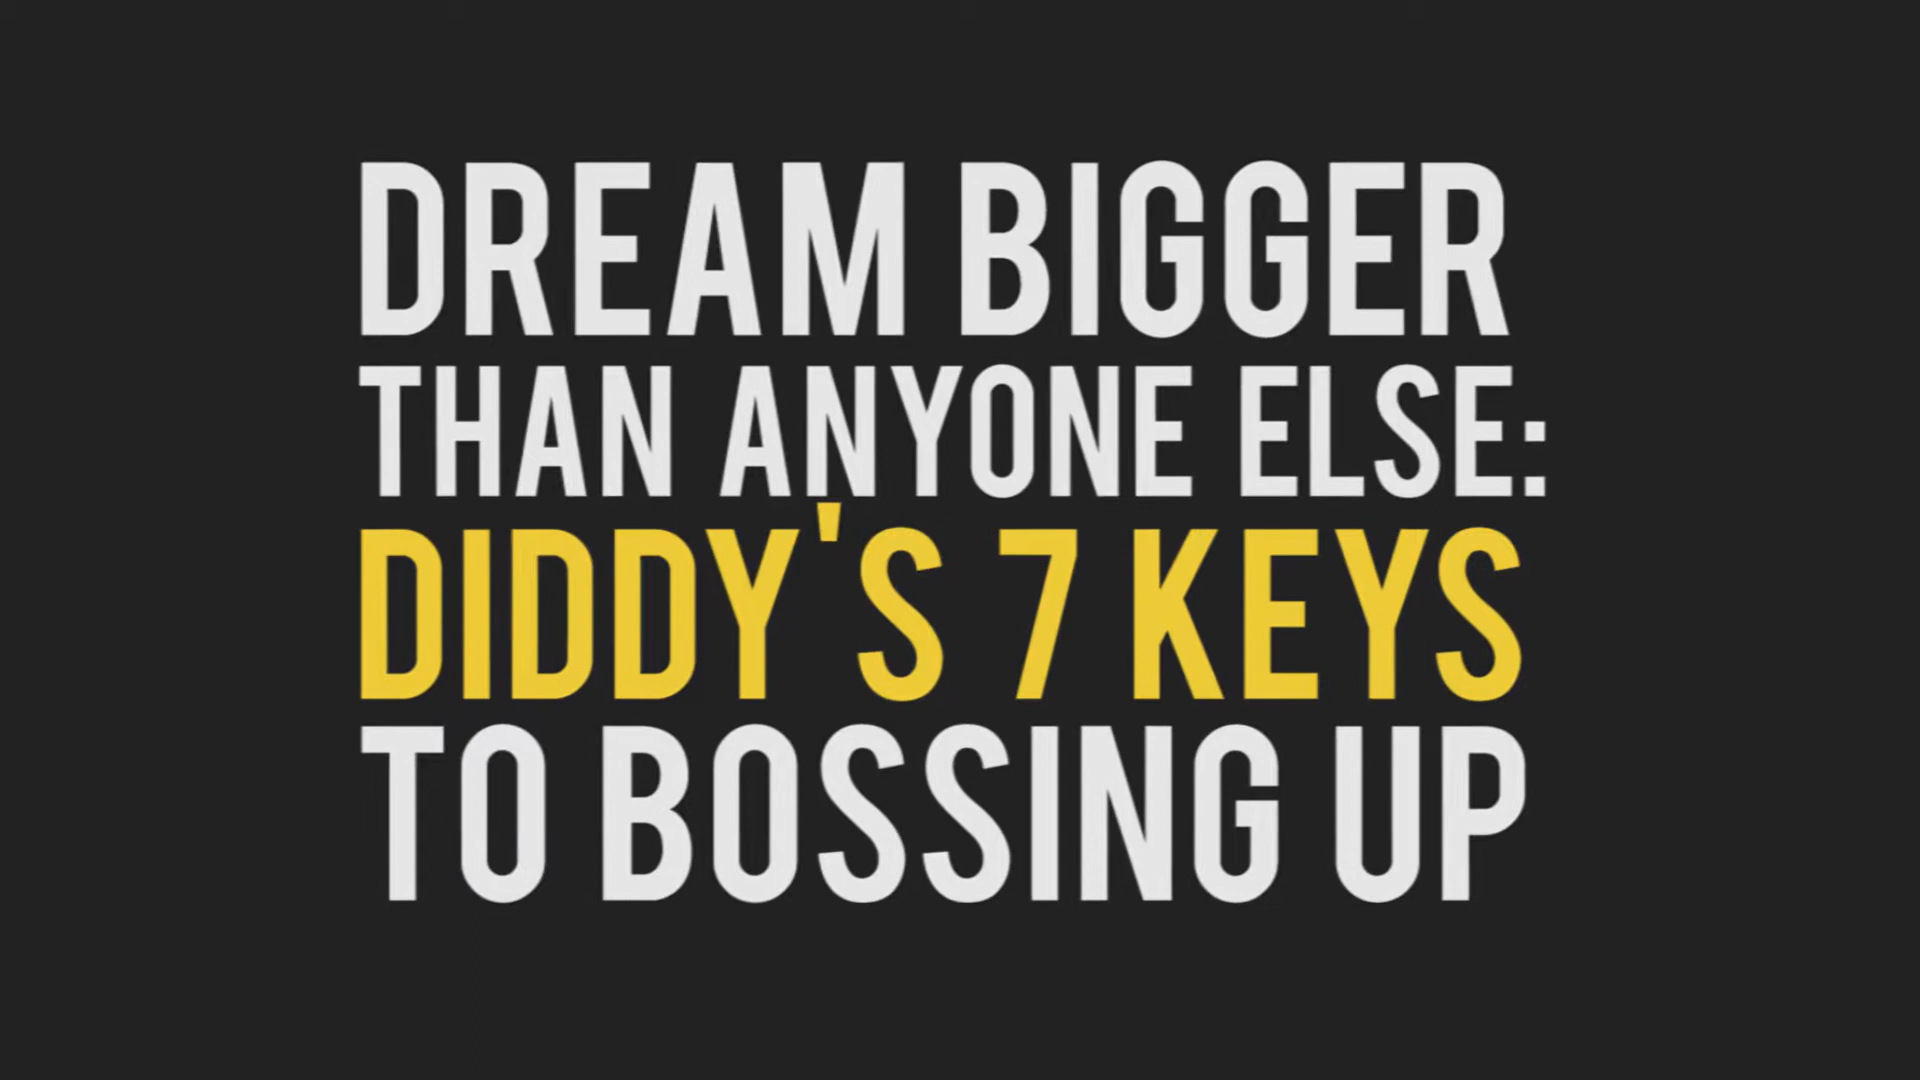 DREAM BIGGER
THAN ANYONE ELSE:
DIDDY'S 7 KEYS
TO BOSSING UP